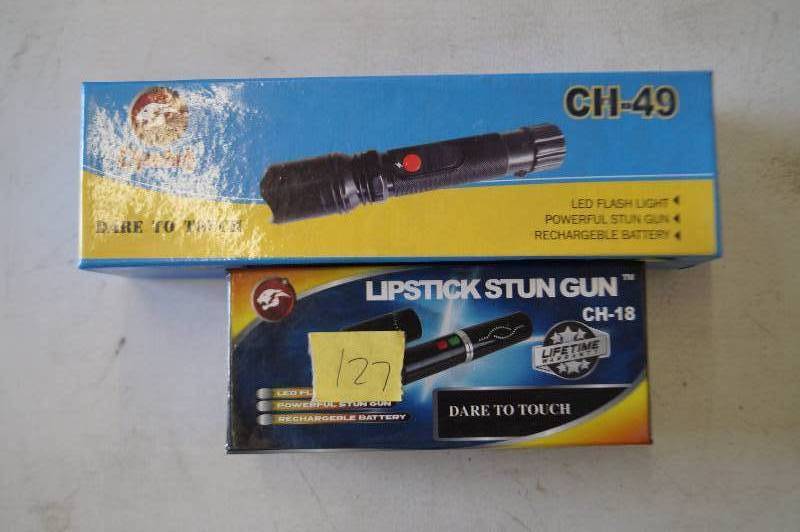 CH-49
DARE TO TOUCH
LED FLASH LIGHT
POWERFUL STUN GUN
RECHARGEBLE BATTERY
LIPSTICK STUN GUN™
CH-18
LIFETIME
WARRANTY
127
LED FL
POWERFUL STUN GUN
RECHARGEBLE BATTERY
DARE TO TOUCH